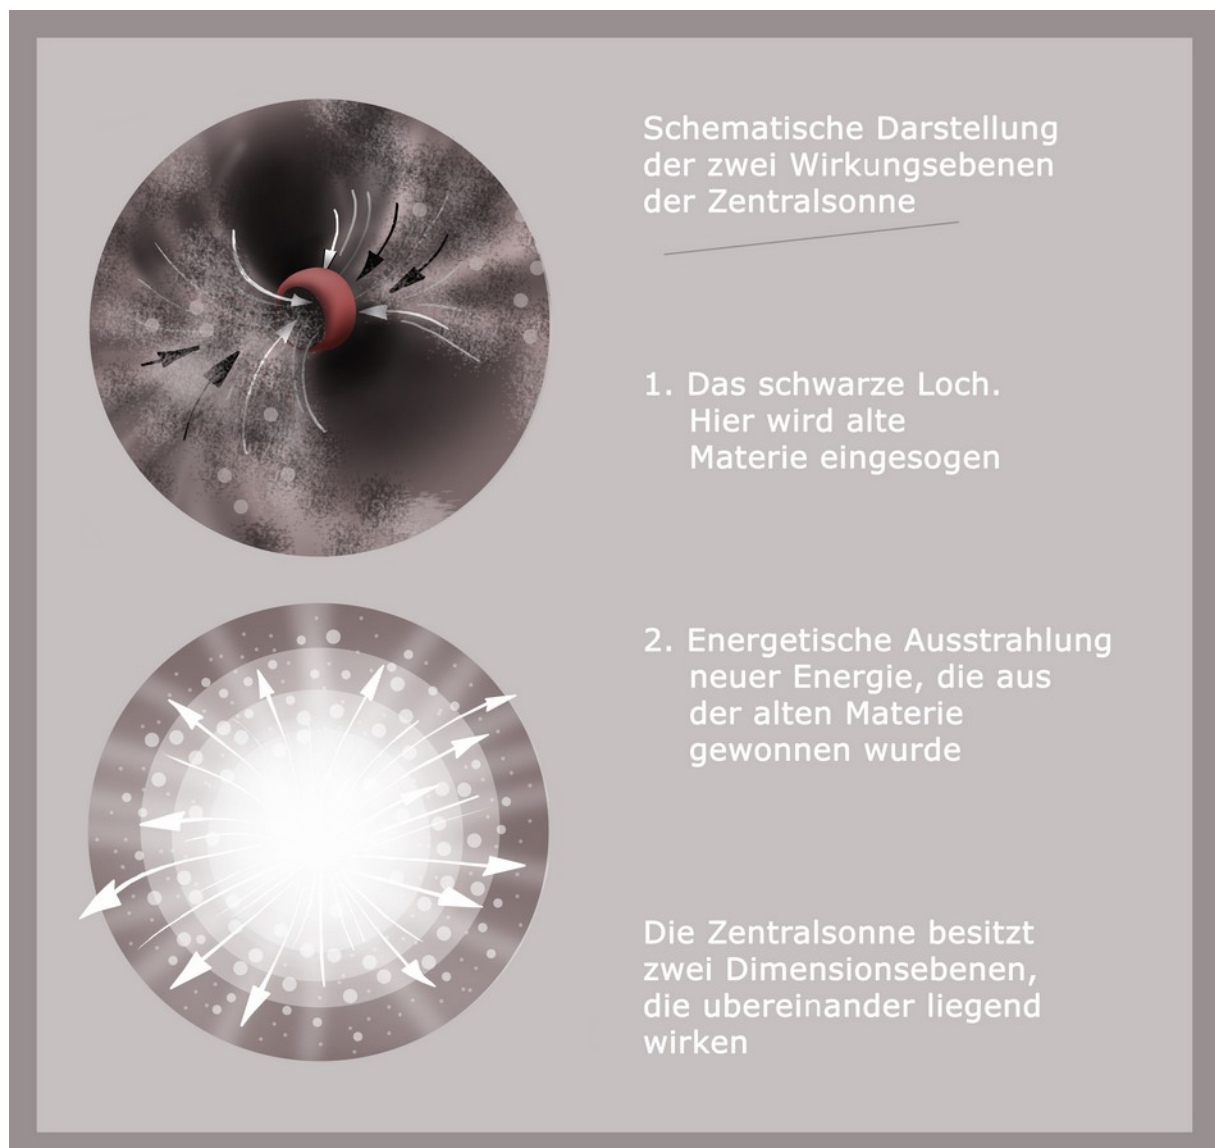 Schematische Darstellung
der zwei Wirkungsebenen
der Zentralsonne
1. Das schwarze Loch.
Hier wird alte
Materie eingesogen
2. Energetische Ausstrahlung
neuer Energie, die aus
der alten Materie
gewonnen wurde
Die Zentralsonne besitzt
zwei Dimensionsebenen,
die ubereinander liegend
wirken